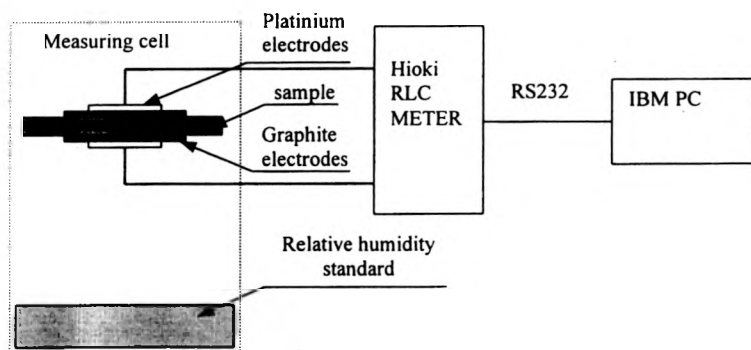 Measuring cell
Platinium
electrodes
sample
Graphite
electrodes
Hioki
RLC
METER
RS232
IBM PC
Relative humidity
standard